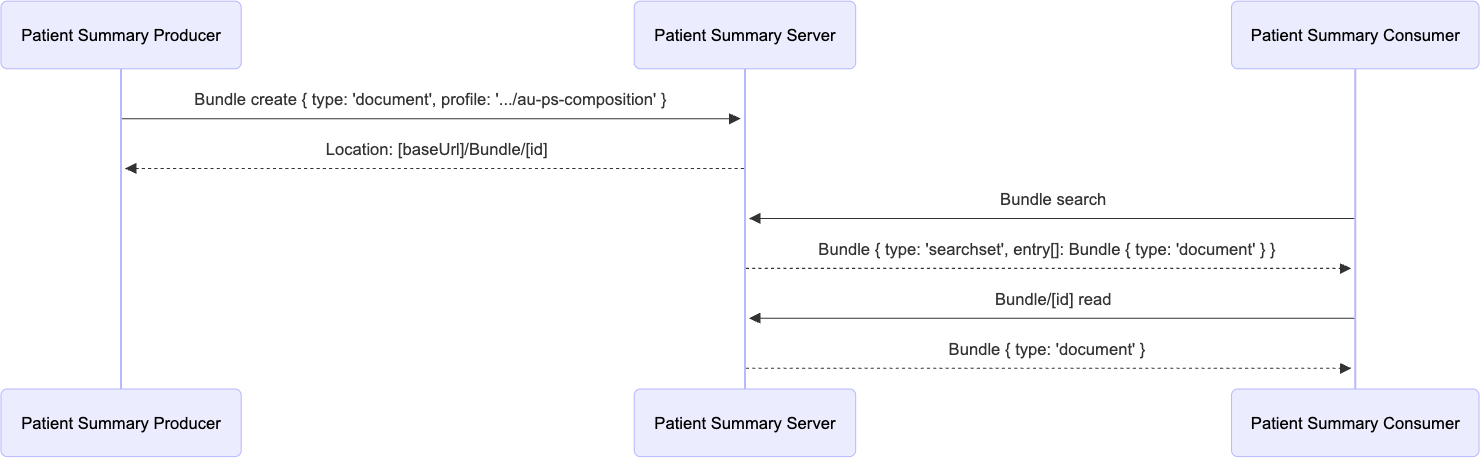 Patient Summary Producer
Patient Summary Server
Patient Summary Consumer
Bundle create { type: 'document', profile: '.../au-ps-composition' }
Location: [baseUrl]/Bundle/[id]
Bundle search
Bundle { type: 'searchset', entry[]: Bundle { type: 'document' } }
Bundle/[id] read
Bundle { type: 'document' }
Patient Summary Producer
Patient Summary Server
Patient Summary Consumer